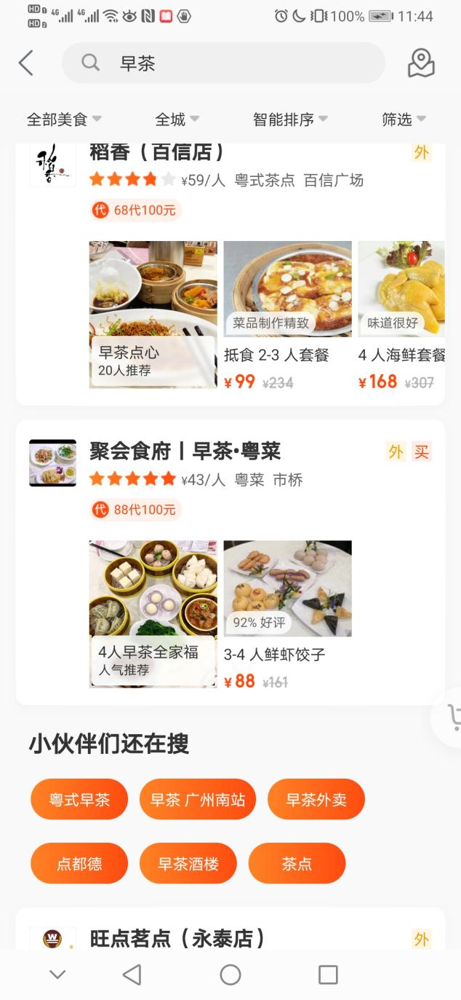 HD 1 4G 4G 100% 11:44
HD 2
早茶
全部美食 全城 智能排序 筛选
稻香
稻香（百信店） 外
¥59/人 粤式茶点 百信广场
代 68代100元
菜品制作精致
味道很好
早茶点心
20人推荐
抵食 2-3 人套餐
¥99 ¥234
4 人海鲜套餐
¥168 ¥307
聚会食府丨早茶·粤菜 外 买
¥43/人 粤菜 市桥
代 88代100元
92% 好评
4人早茶全家福
人气推荐
3-4 人鲜虾饺子
¥88 ¥161
小伙伴们还在搜
粤式早茶 早茶 广州南站 早茶外卖
点都德 早茶酒楼 茶点
W
旺点茗点（永泰店） 外